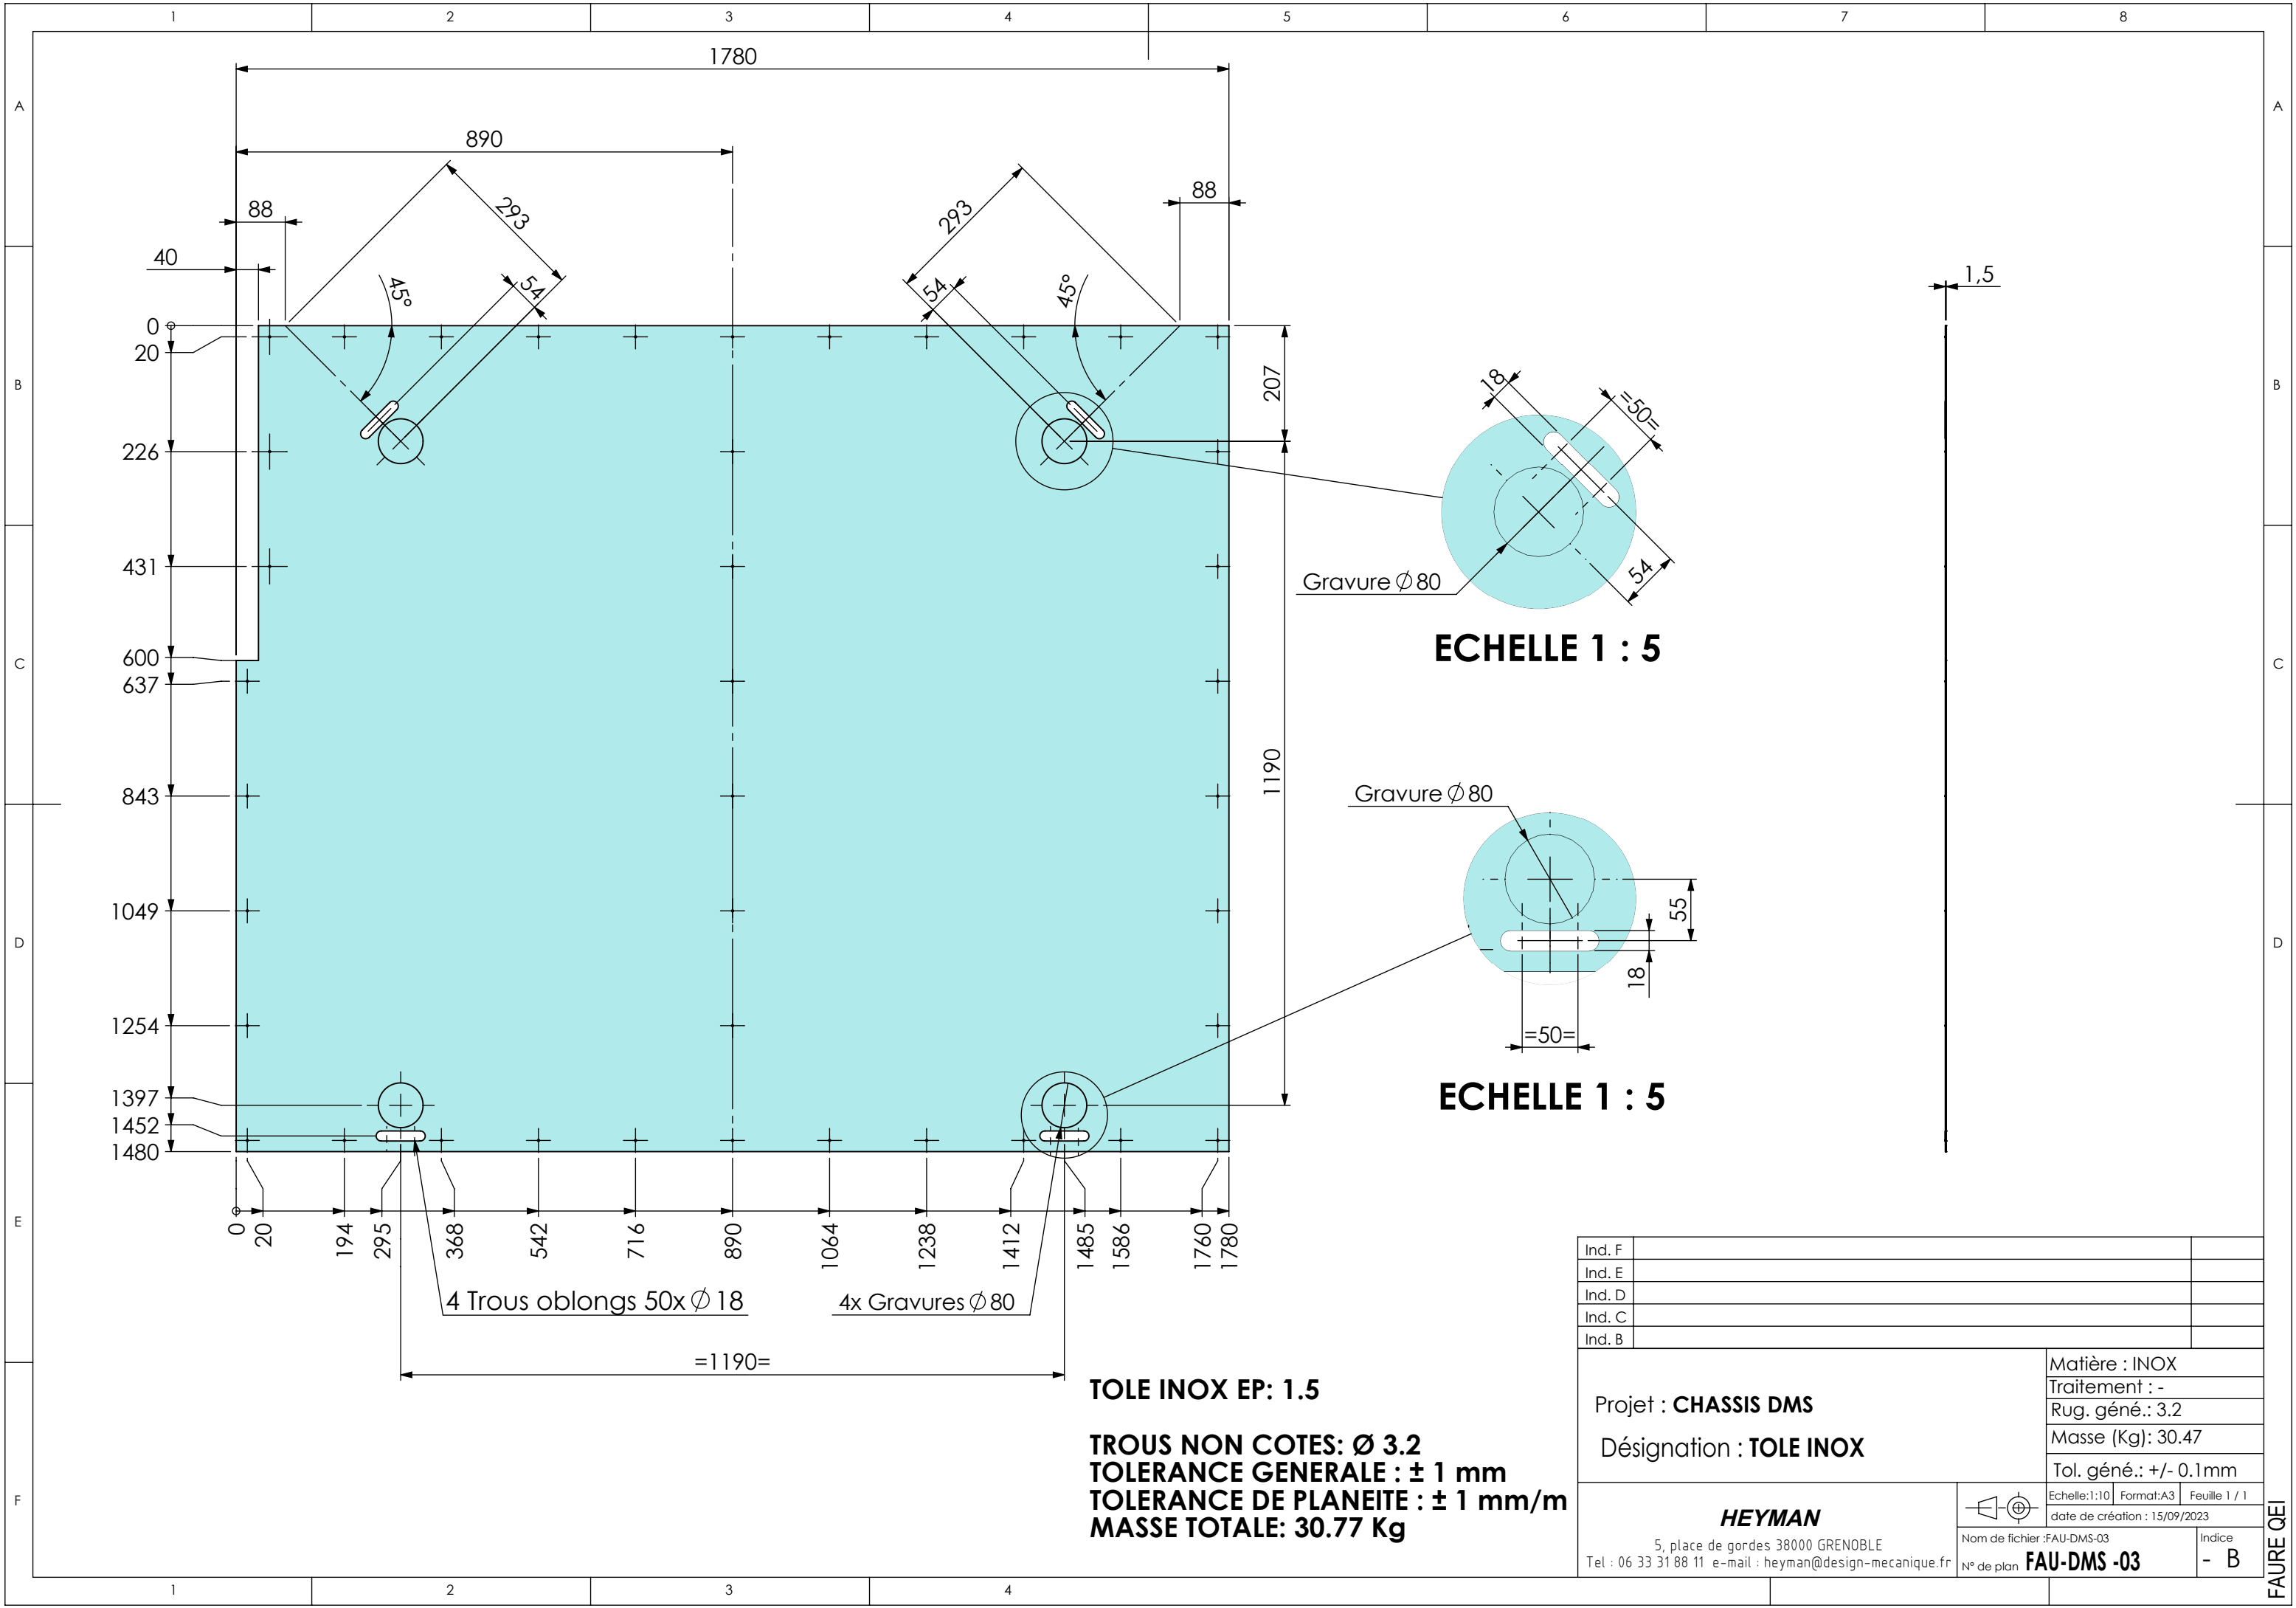 1 2 3 4 5 6 7 8
A A
B B
C C
D D
E
F
1780
890
88
293
54
45°
40
293
54
45°
88
207
1190
0
20
226
431
600
637
843
1049
1254
1397
1452
1480
0 20 194 295 368 542 716 890 1064 1238 1412 1485 1586 1760 1780
4 Trous oblongs 50x Ø 18
4x Gravures Ø 80
=1190=
18
=50=
54
Gravure Ø 80
ECHELLE 1 : 5
Gravure Ø 80
55
18
=50=
ECHELLE 1 : 5
1,5
TOLE INOX EP: 1.5
TROUS NON COTES: Ø 3.2
TOLERANCE GENERALE : ± 1 mm
TOLERANCE DE PLANEITE : ± 1 mm/m
MASSE TOTALE: 30.77 Kg
Ind. F
Ind. E
Ind. D
Ind. C
Ind. B
Projet : CHASSIS DMS
Désignation : TOLE INOX
Matière : INOX
Traitement : -
Rug. géné.: 3.2
Masse (Kg): 30.47
Tol. géné.: +/- 0.1mm
Echelle:1:10 Format:A3 Feuille 1 / 1
date de création : 15/09/2023
HEYMAN
5, place de gordes 38000 GRENOBLE
Tel : 06 33 31 88 11 e-mail : heyman@design-mecanique.fr
Nom de fichier :FAU-DMS-03
N° de plan FAU-DMS -03
Indice
- B
FAURE QEI
1 2 3 4